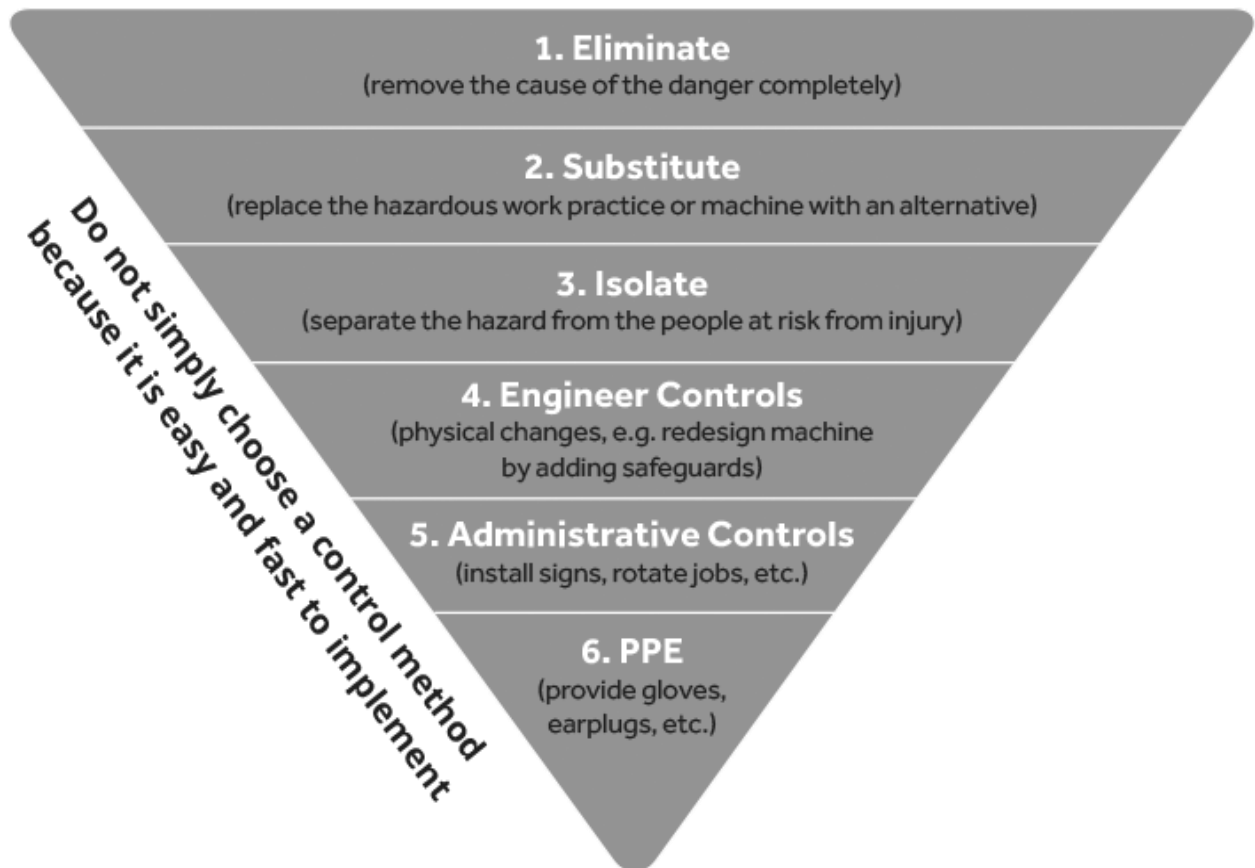 1. Eliminate
(remove the cause of the danger completely)
2. Substitute
(replace the hazardous work practice or machine with an alternative)
3. Isolate
(separate the hazard from the people at risk from injury)
4. Engineer Controls
(physical changes, e.g. redesign machine
by adding safeguards)
5. Administrative Controls
(install signs, rotate jobs, etc.)
6. PPE
(provide gloves,
earplugs, etc.)
Do not simply choose a control method
because it is easy and fast to implement